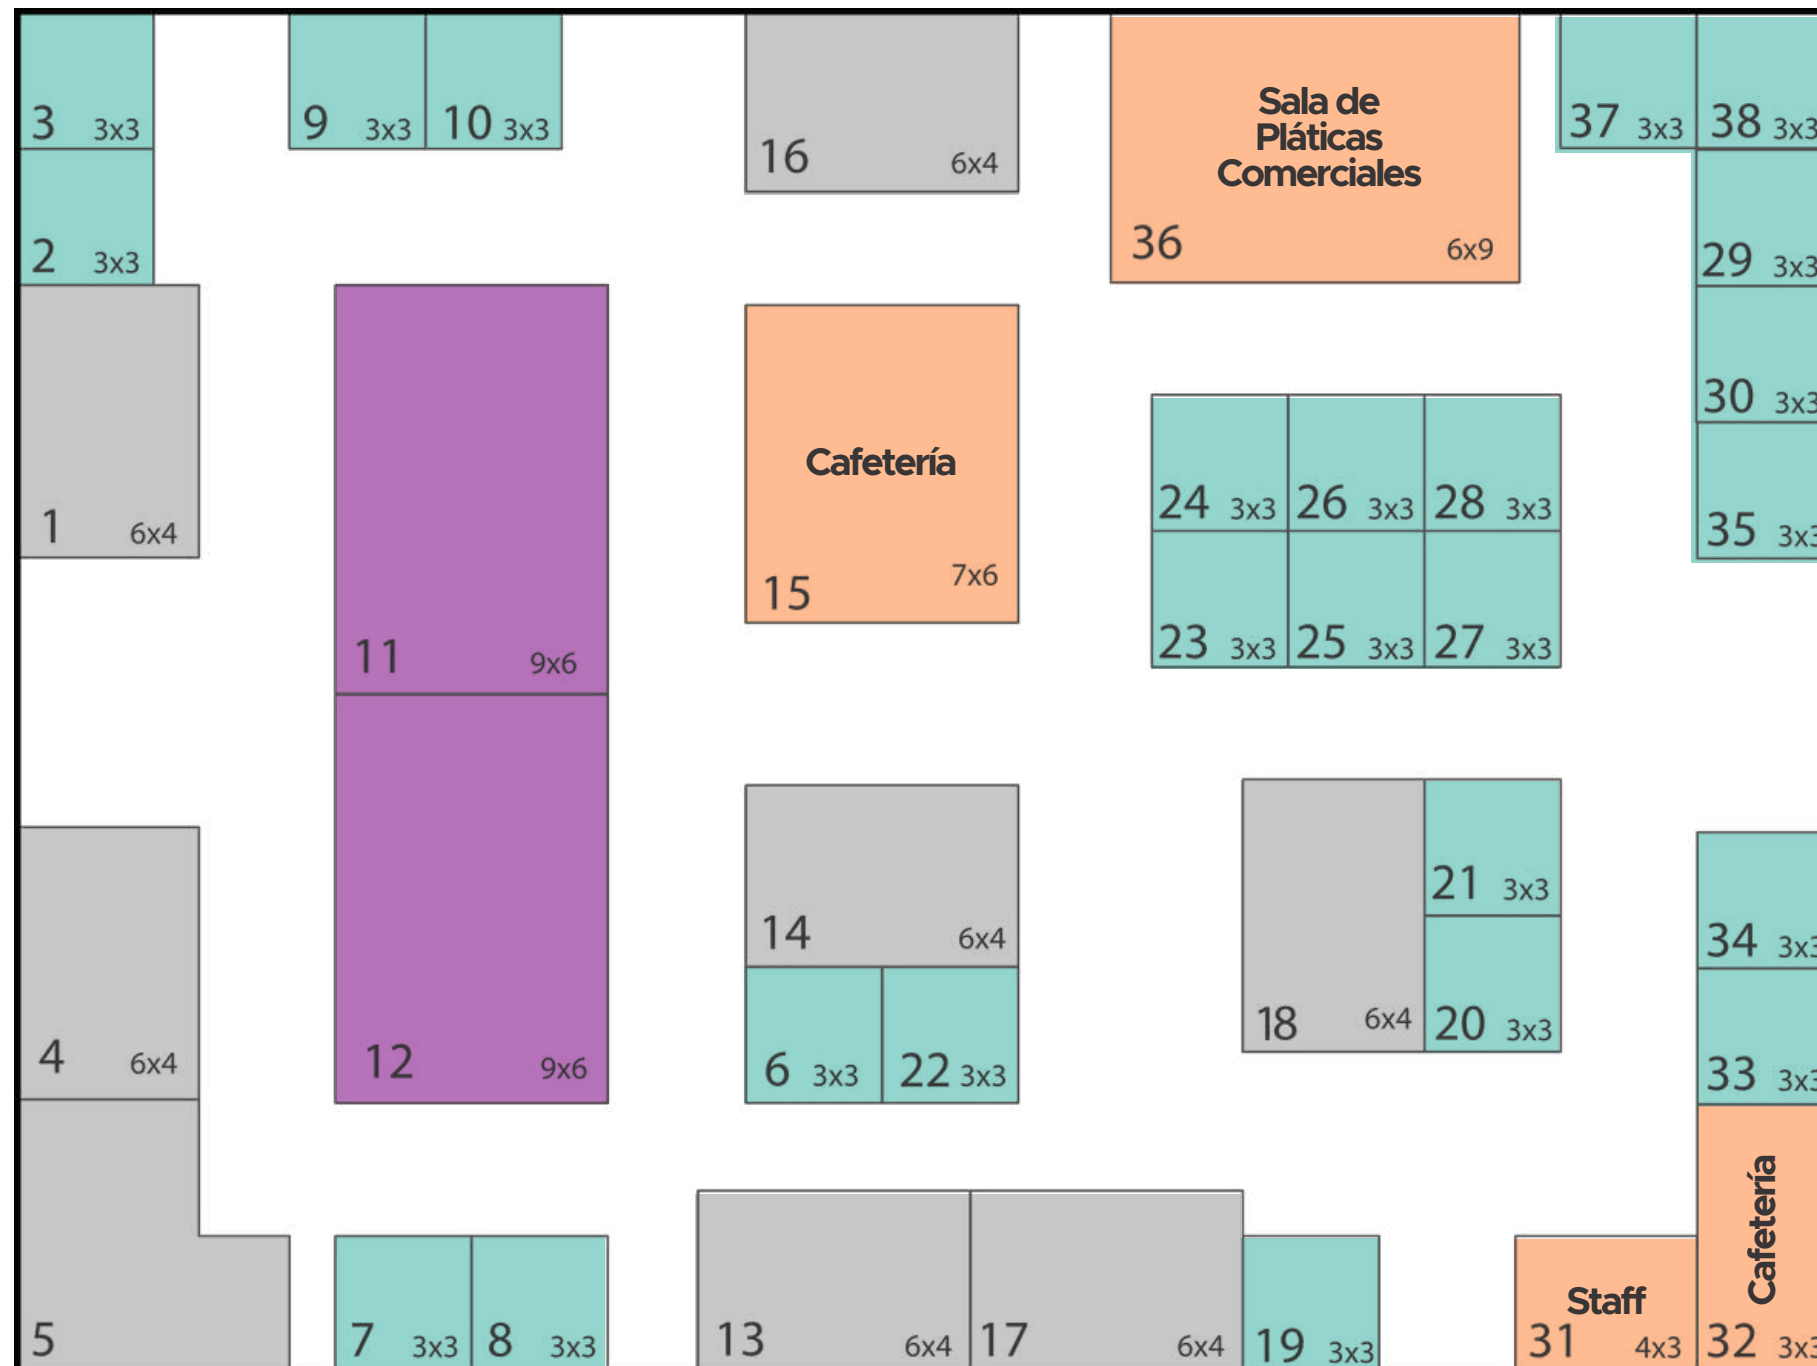 3 3x3
9 3x3
10 3x3
16 6x4
Sala de
Pláticas
Comerciales
36 6x9
37 3x3
38 3x3
2 3x3
29 3x3
1 6x4
11 9x6
Cafetería
15 7x6
24 3x3
26 3x3
28 3x3
30 3x3
23 3x3
25 3x3
27 3x3
35 3x3
4 6x4
12 9x6
14 6x4
6 3x3
22 3x3
18 6x4
21 3x3
20 3x3
34 3x3
33 3x3
5
7 3x3
8 3x3
13 6x4
17 6x4
19 3x3
Staff
31 4x3
Cafetería
32 3x3